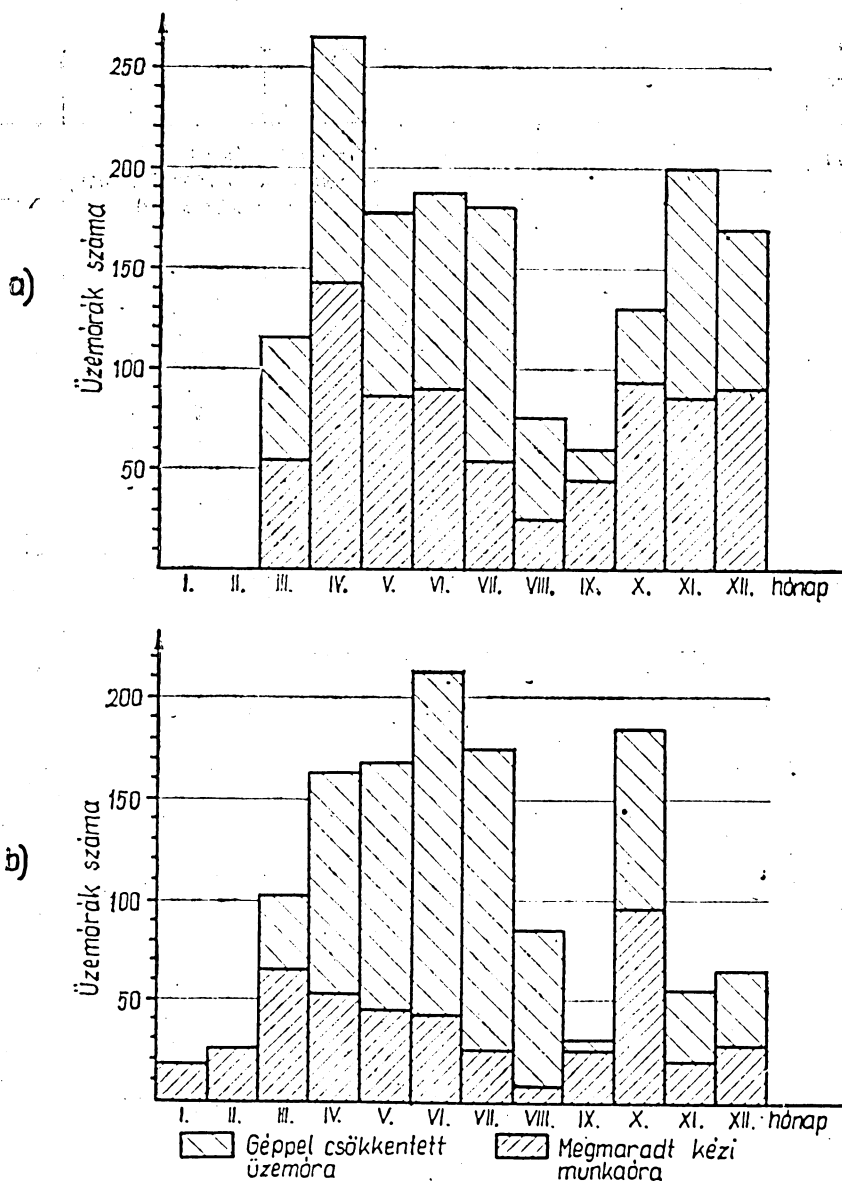 a)
Üzemórák száma
250
200
150
100
50
I. II. III. IV. V. VI. VII. VIII. IX. X. XI. XII. hónap
b)
Üzemórák száma
200
150
100
50
I. II. III. IV. V. VI. VII. VIII. IX. X. XI. XII. hónap
Géppel csökkentett
üzemóra
Megmaradt kézi
munkaóra